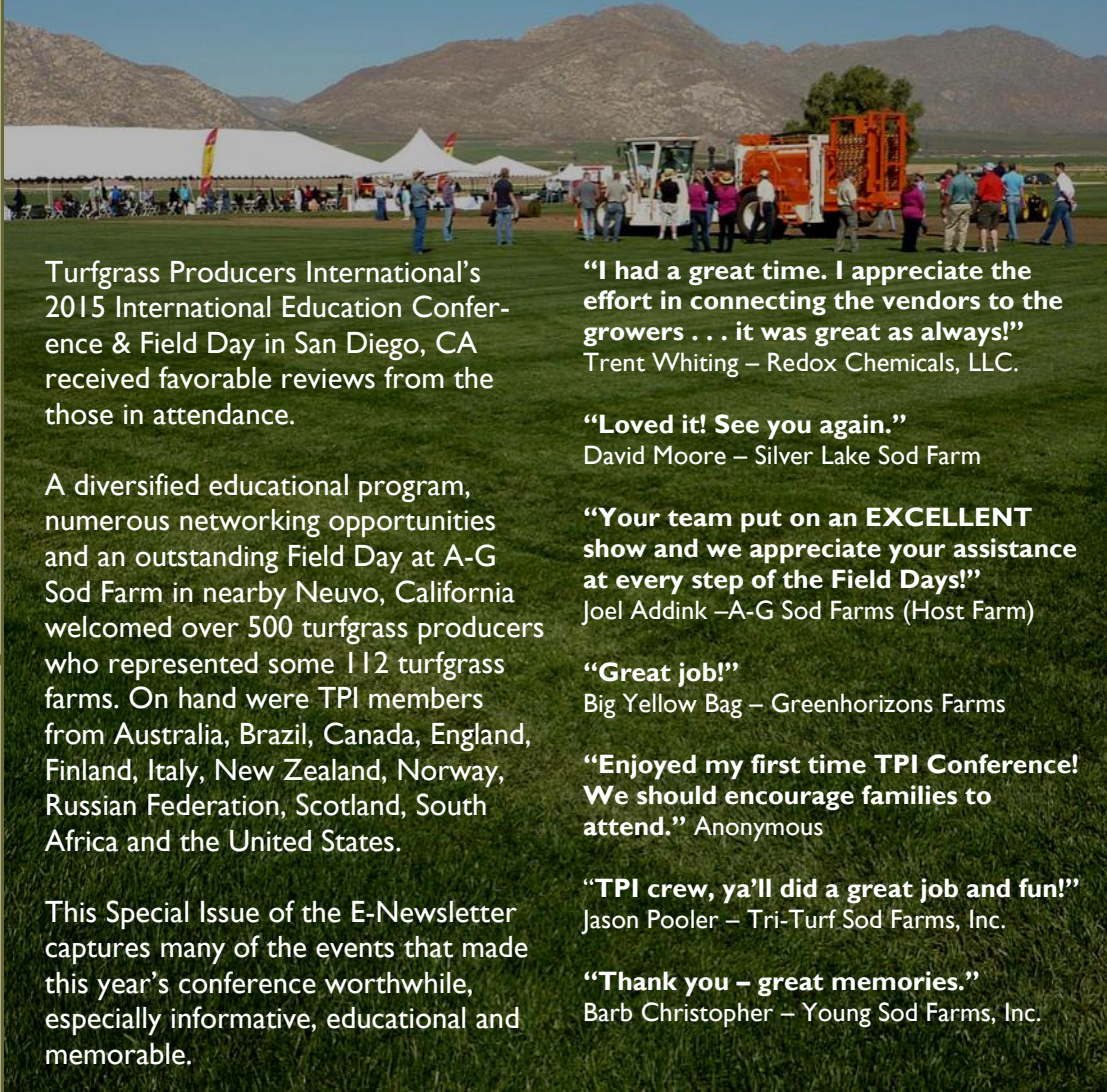 Turfgrass Producers International’s
2015 International Education Confer-
ence & Field Day in San Diego, CA
received favorable reviews from the
those in attendance.
A diversified educational program,
numerous networking opportunities
and an outstanding Field Day at A-G
Sod Farm in nearby Neuvo, California
welcomed over 500 turfgrass producers
who represented some 112 turfgrass
farms. On hand were TPI members
from Australia, Brazil, Canada, England,
Finland, Italy, New Zealand, Norway,
Russian Federation, Scotland, South
Africa and the United States.
This Special Issue of the E-Newsletter
captures many of the events that made
this year’s conference worthwhile,
especially informative, educational and
memorable.
“I had a great time. I appreciate the
effort in connecting the vendors to the
growers . . . it was great as always!”
Trent Whiting – Redox Chemicals, LLC.
“Loved it! See you again.”
David Moore – Silver Lake Sod Farm
“Your team put on an EXCELLENT
show and we appreciate your assistance
at every step of the Field Days!”
Joel Addink –A-G Sod Farms (Host Farm)
“Great job!”
Big Yellow Bag – Greenhorizons Farms
“Enjoyed my first time TPI Conference!
We should encourage families to
attend.” Anonymous
“TPI crew, ya’ll did a great job and fun!”
Jason Pooler – Tri-Turf Sod Farms, Inc.
“Thank you – great memories.”
Barb Christopher – Young Sod Farms, Inc.